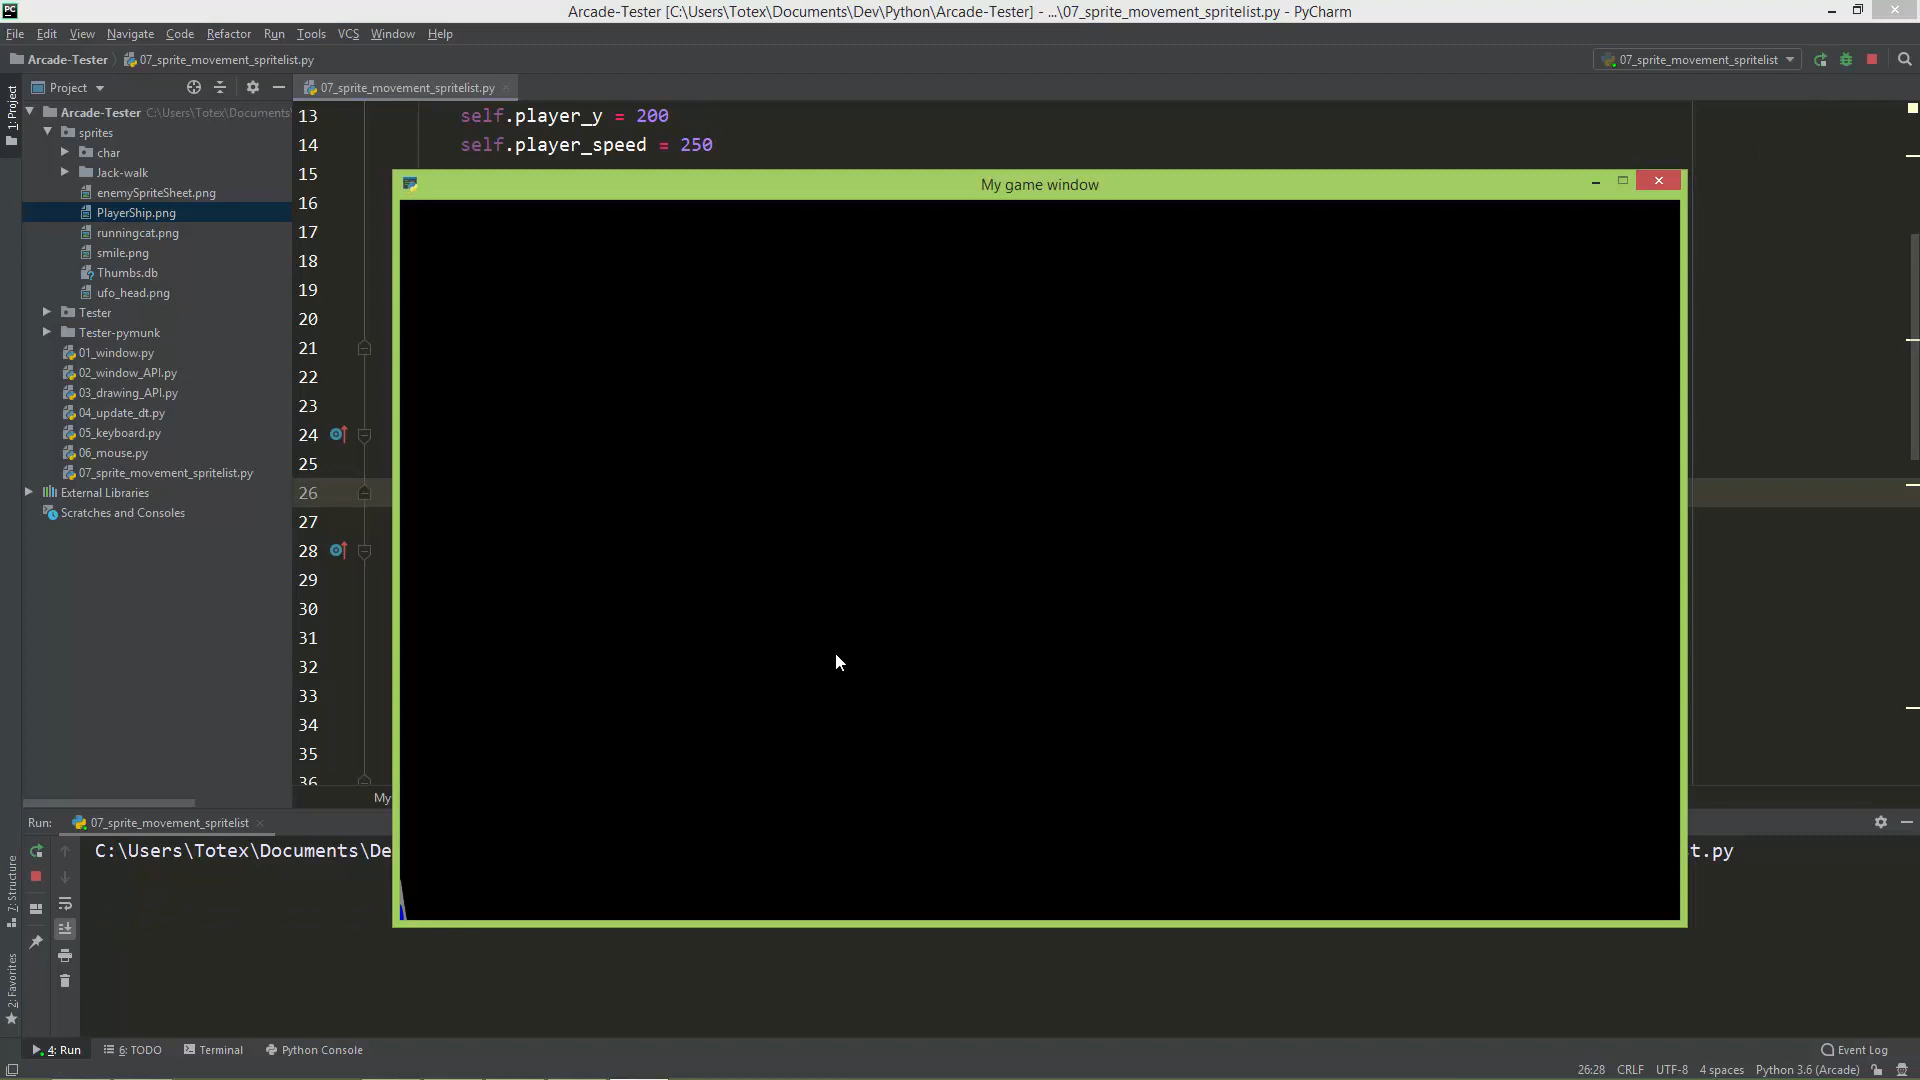 Arcade-Tester [C:\Users\Totex\Documents\Dev\Python\Arcade-Tester] - ...\07_sprite_movement_spritelist.py - PyCharm
File Edit View Navigate Code Refactor Run Tools VCS Window Help
Arcade-Tester 07_sprite_movement_spritelist.py
07_sprite_movement_spritelist
1: Project
Project
07_sprite_movement_spritelist.py
Arcade-Tester C:\Users\Totex\Documents\
sprites
char
Jack-walk
enemySpriteSheet.png
PlayerShip.png
runningcat.png
smile.png
Thumbs.db
ufo_head.png
Tester
Tester-pymunk
01_window.py
02_window_API.py
03_drawing_API.py
04_update_dt.py
05_keyboard.py
06_mouse.py
07_sprite_movement_spritelist.py
External Libraries
Scratches and Consoles
13 self.player_y = 200
14 self.player_speed = 250
15
16
17
18
19
20
21
22
23
24
25
26
27
28
29
30
31
32
33
34
35
36
My game window
My
Run: 07_sprite_movement_spritelist
C:\Users\Totex\Documents\De
t.py
7: Structure
2: Favorites
4: Run 6: TODO Terminal Python Console
Event Log
26:28 CRLF UTF-8 4 spaces Python 3.6 (Arcade)